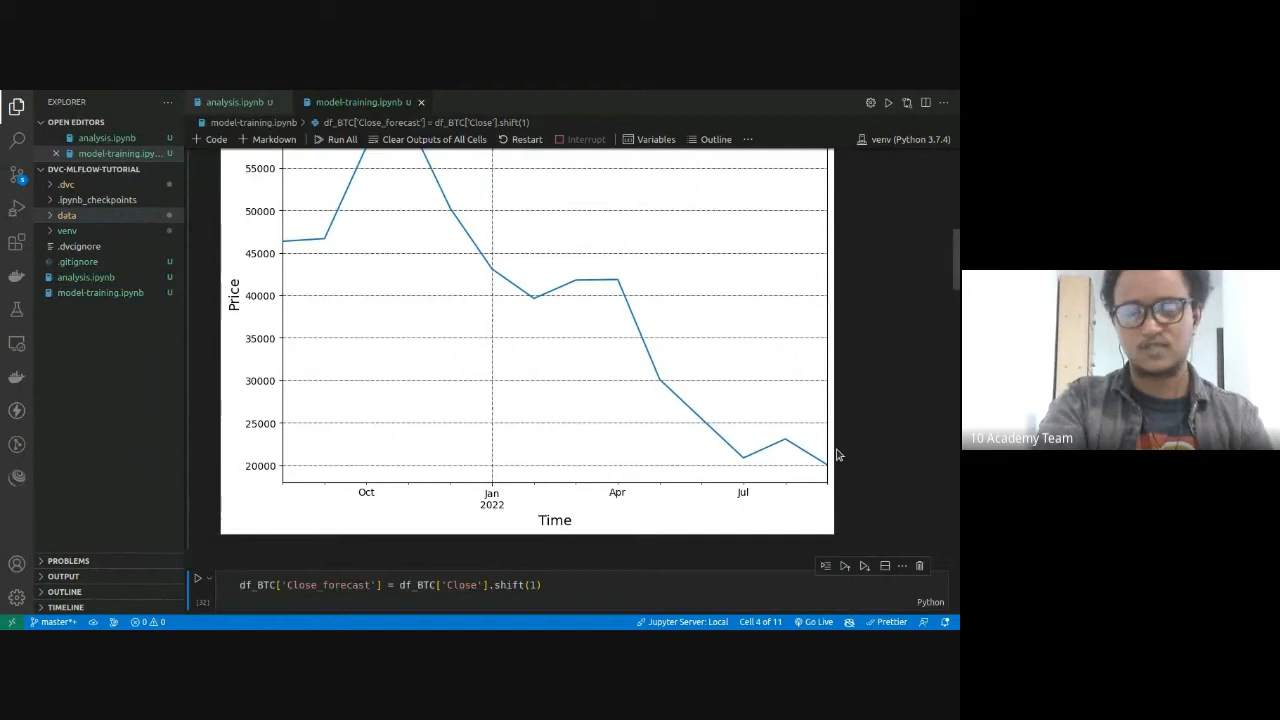 EXPLORER
OPEN EDITORS
analysis.ipynb U
model-training.ipy... U
DVC-MLFLOW-TUTORIAL
.dvc
.ipynb_checkpoints
data
venv
.dvcignore
.gitignore U
analysis.ipynb U
model-training.ipynb U
PROBLEMS
OUTPUT
OUTLINE
TIMELINE
analysis.ipynb U
model-training.ipynb U
model-training.ipynb > df_BTC['Close_forecast'] = df_BTC['Close'].shift(1)
+ Code + Markdown Run All Clear Outputs of All Cells Restart Interrupt Variables Outline ... venv (Python 3.7.4)
55000
50000
45000
40000
35000
30000
25000
20000
Price
Oct Jan Apr Jul
2022
Time
df_BTC['Close_forecast'] = df_BTC['Close'].shift(1)
[32]
Python
master*+ 0 0 Jupyter Server: Local Cell 4 of 11 Go Live Prettier
10 Academy Team